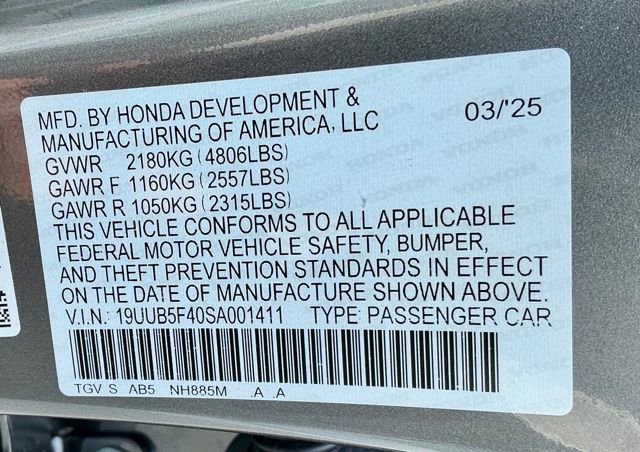 MFD. BY HONDA DEVELOPMENT & 03/'25
MANUFACTURING OF AMERICA, LLC
GVWR 2180KG (4806LBS)
GAWR F 1160KG (2557LBS)
GAWR R 1050KG (2315LBS)
THIS VEHICLE CONFORMS TO ALL APPLICABLE
FEDERAL MOTOR VEHICLE SAFETY, BUMPER,
AND THEFT PREVENTION STANDARDS IN EFFECT
ON THE DATE OF MANUFACTURE SHOWN ABOVE.
V.I.N.: 19UUB5F40SA001411 TYPE: PASSENGER CAR
TGV S AB5 NH885M .A .A